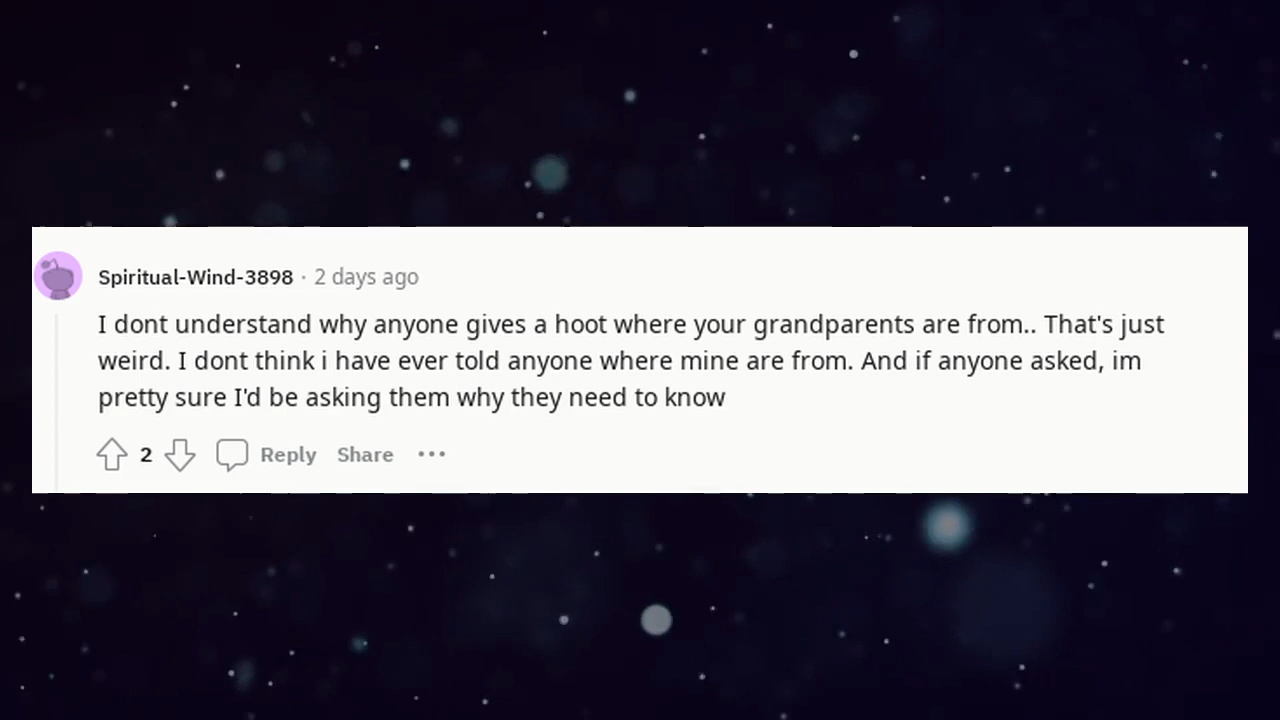 Spiritual-Wind-3898 · 2 days ago
I dont understand why anyone gives a hoot where your grandparents are from.. That's just
weird. I dont think i have ever told anyone where mine are from. And if anyone asked, im
pretty sure I'd be asking them why they need to know
2 Reply Share ···